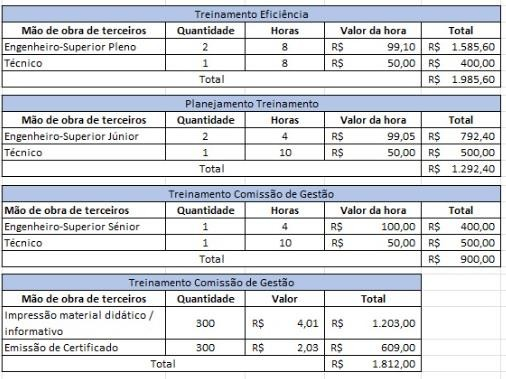 Treinamento Eficiência
Mão de obra de terceiros Quantidade Horas Valor da hora Total
Engenheiro-Superior Pleno 2 8 R$ 99,10 R$ 1.585,60
Técnico 1 8 R$ 50,00 R$ 400,00
Total R$ 1.985,60
Planejamento Treinamento
Mão de obra de terceiros Quantidade Horas Valor da hora Total
Engenheiro-Superior Júnior 2 4 R$ 99,05 R$ 792,40
Técnico 1 10 R$ 50,00 R$ 500,00
Total R$ 1.292,40
Treinamento Comissão de Gestão
Mão de obra de terceiros Quantidade Horas Valor da hora Total
Engenheiro-Superior Sénior 1 4 R$ 100,00 R$ 400,00
Técnico 1 10 R$ 50,00 R$ 500,00
Total R$ 900,00
Treinamento Comissão de Gestão
Mão de obra de terceiros Quantidade Valor Total
Impressão material didático /
informativo 300 R$ 4,01 R$ 1.203,00
Emissão de Certificado 300 R$ 2,03 R$ 609,00
Total R$ 1.812,00